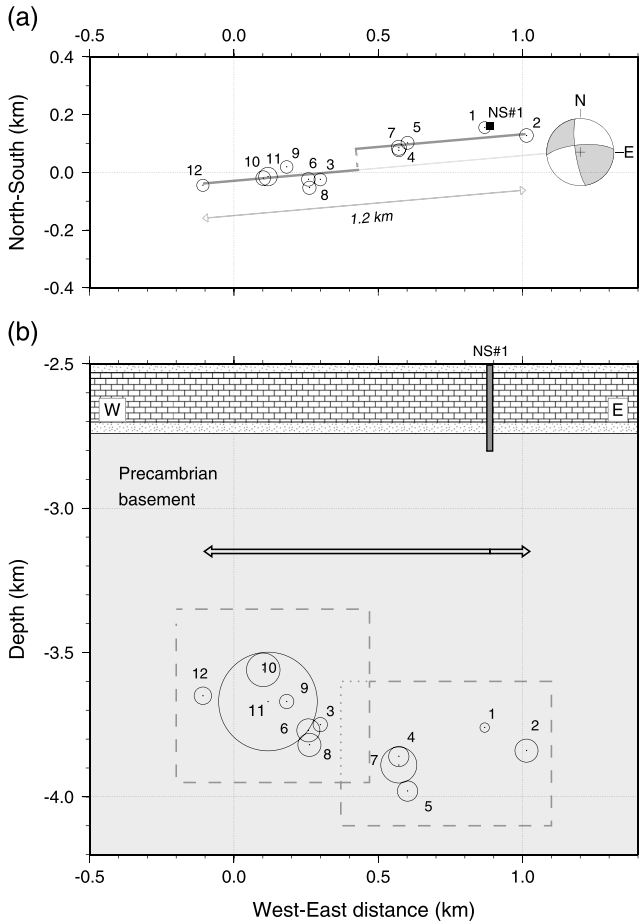 (a)
-0.5 0.0 0.5 1.0
0.4
0.2
0.0
-0.2
-0.4
North-South (km)
1 NS#1 2
7 5
4
12 10 11 9 6 3
8
1.2 km
N
E
(b)
NS#1
-2.5
-3.0
-3.5
-4.0
Depth (km)
W E
Precambrian
basement
12 10 9
11 3
6
8
1 2
4
7
5
-0.5 0.0 0.5 1.0
West-East distance (km)